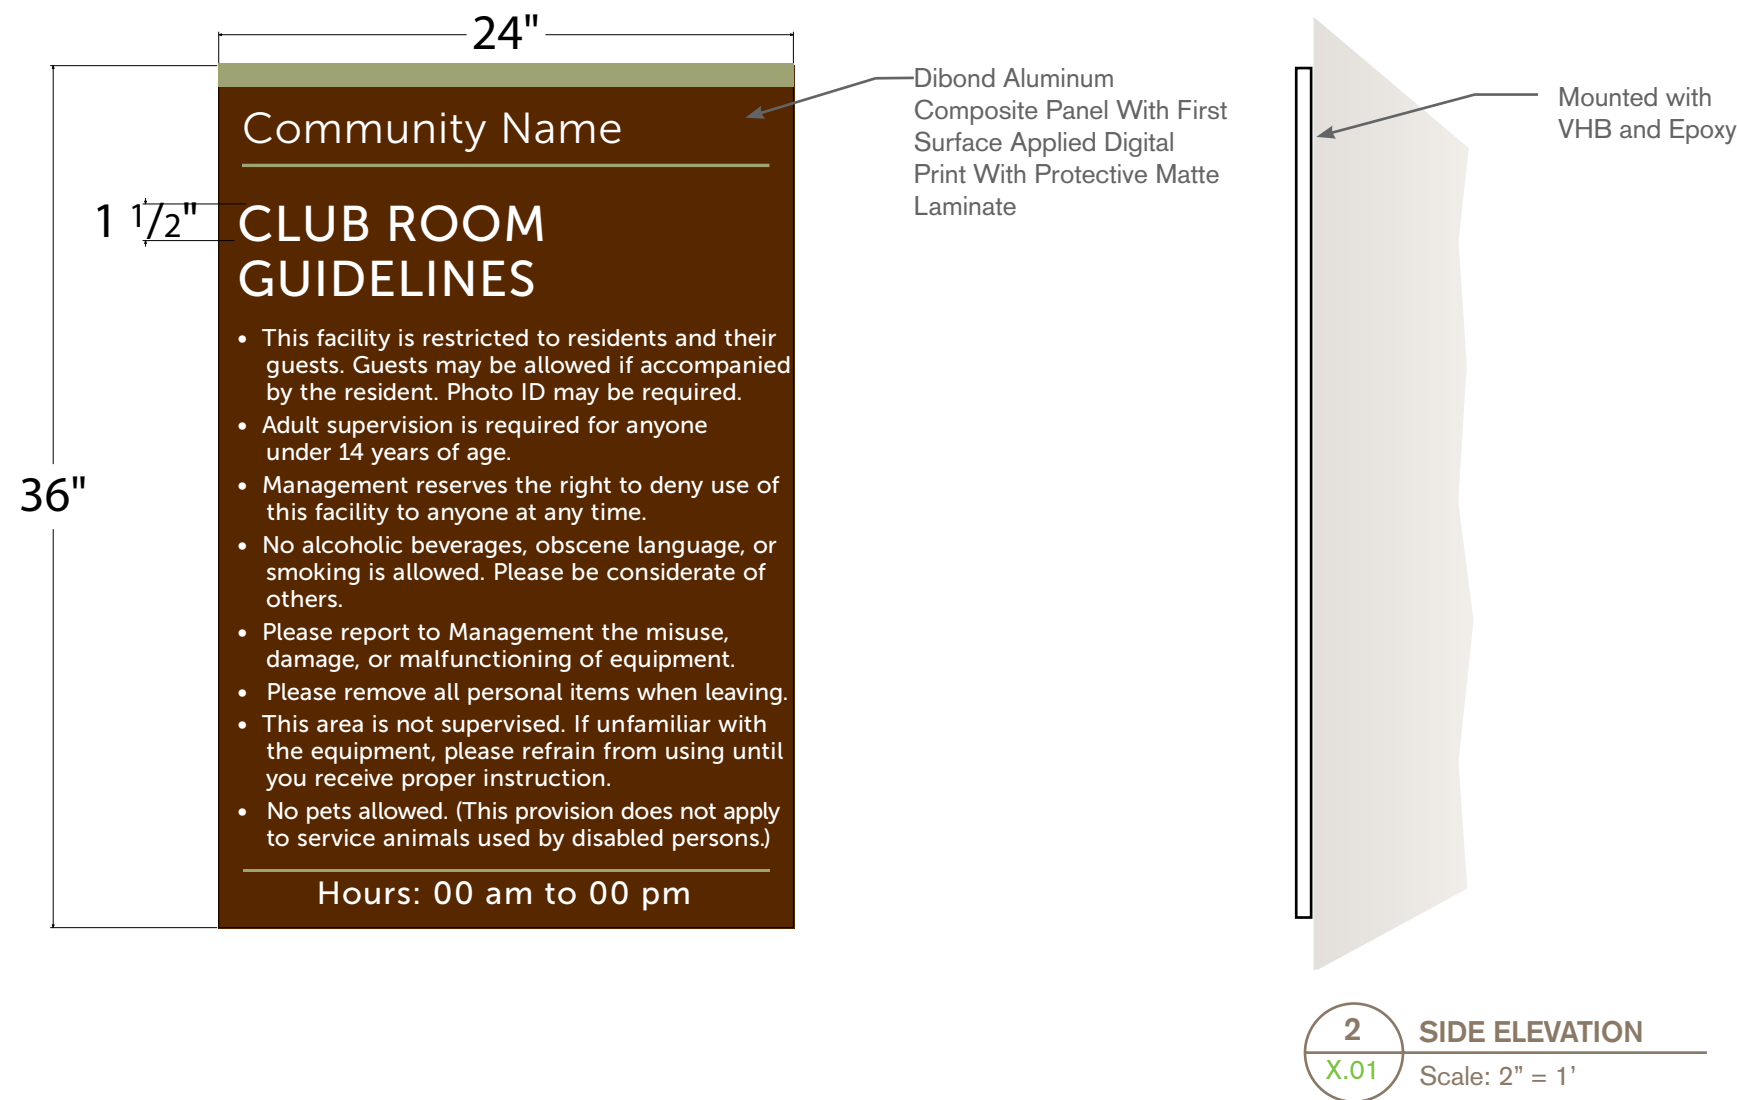 24"
36"
1 1/2"
Community Name
CLUB ROOM
GUIDELINES
• This facility is restricted to residents and their
guests. Guests may be allowed if accompanied
by the resident. Photo ID may be required.
• Adult supervision is required for anyone
under 14 years of age.
• Management reserves the right to deny use of
this facility to anyone at any time.
• No alcoholic beverages, obscene language, or
smoking is allowed. Please be considerate of
others.
• Please report to Management the misuse,
damage, or malfunctioning of equipment.
• Please remove all personal items when leaving.
• This area is not supervised. If unfamiliar with
the equipment, please refrain from using until
you receive proper instruction.
• No pets allowed. (This provision does not apply
to service animals used by disabled persons.)
Hours: 00 am to 00 pm
Dibond Aluminum
Composite Panel With First
Surface Applied Digital
Print With Protective Matte
Laminate
Mounted with
VHB and Epoxy
2
X.01
SIDE ELEVATION
Scale: 2” = 1’